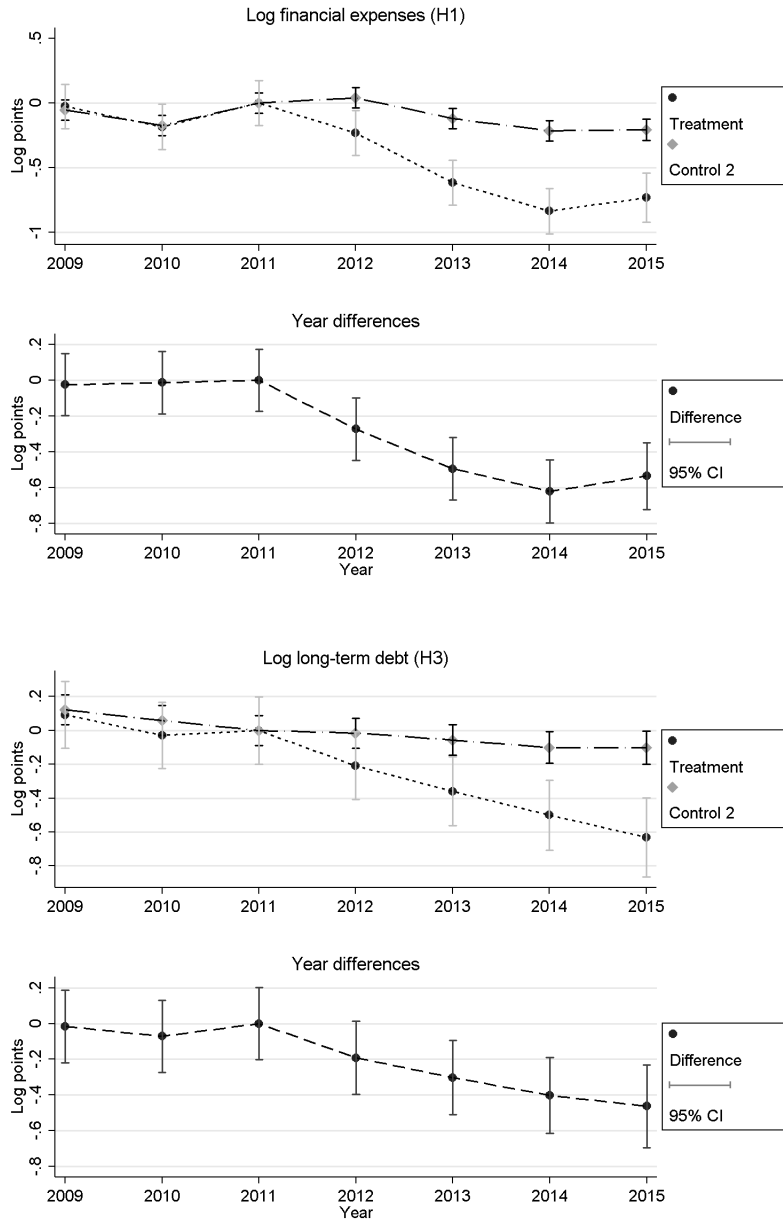 Log financial expenses (H1)
Log points
.5
0
-.5
-1
2009 2010 2011 2012 2013 2014 2015
Treatment
Control 2
Year differences
Log points
.2
0
-.2
-.4
-.6
-.8
2009 2010 2011 2012 2013 2014 2015
Year
Difference
95% CI
Log long-term debt (H3)
Log points
.2
0
-.2
-.4
-.6
-.8
2009 2010 2011 2012 2013 2014 2015
Treatment
Control 2
Year differences
Log points
.2
0
-.2
-.4
-.6
-.8
2009 2010 2011 2012 2013 2014 2015
Year
Difference
95% CI